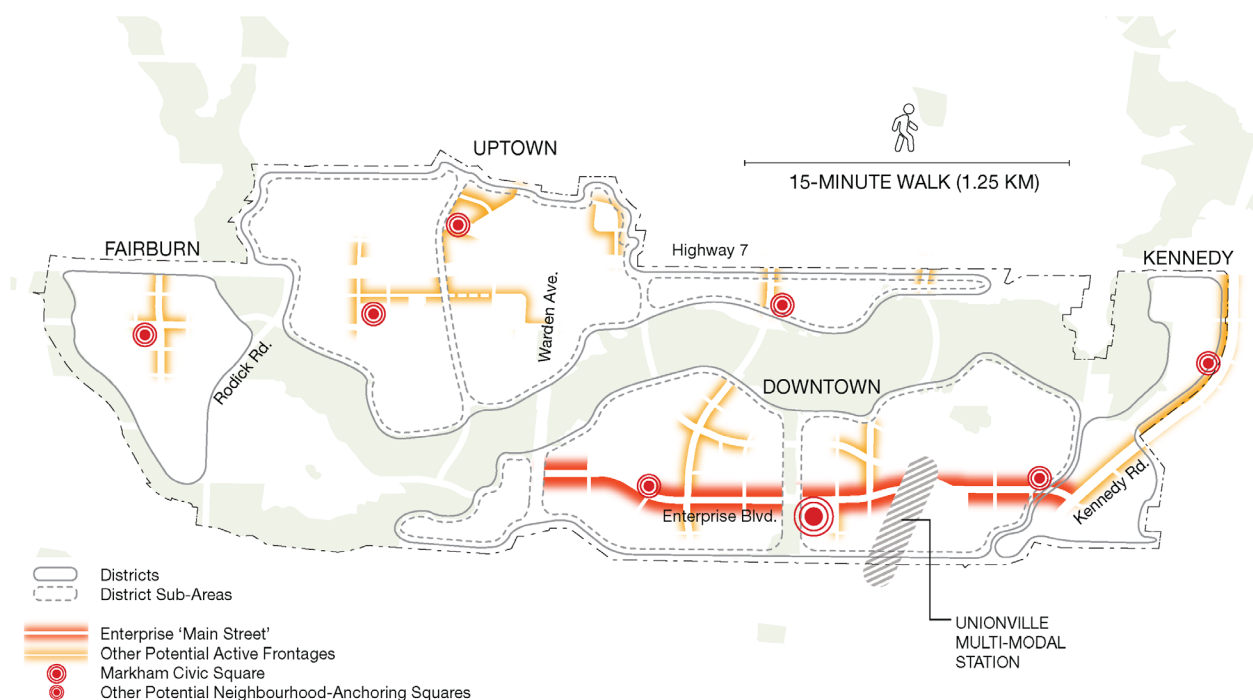 UPTOWN
15-MINUTE WALK (1.25 KM)
FAIRBURN
Highway 7
KENNEDY
Warden Ave.
Rodick Rd.
DOWNTOWN
Enterprise Blvd.
Kennedy Rd.
Districts
District Sub-Areas
Enterprise ‘Main Street’
Other Potential Active Frontages
Markham Civic Square
Other Potential Neighbourhood-Anchoring Squares
UNIONVILLE
MULTI-MODAL
STATION